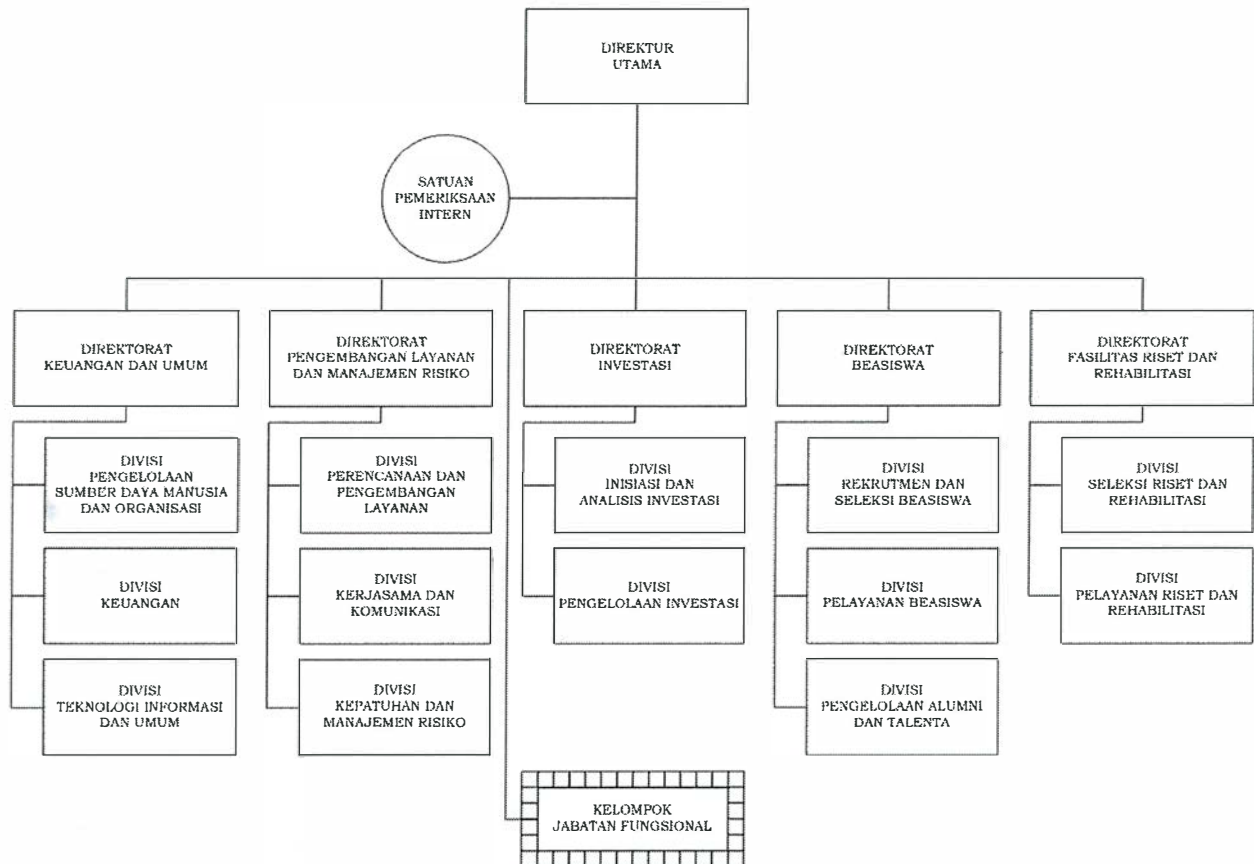 DIREKTUR
UTAMA
SATUAN
PEMERIKSAAN
INTERN
DIREKTORAT
KEUANGAN DAN UMUM
DIREKTORAT
PENGEMBANGAN LAYANAN
DAN MANAJEMEN RISIKO
DIREKTORAT
INVESTASI
DIREKTORAT
BEASISWA
DIREKTORAT
FASILITAS RISET DAN
REHABILITASI
DIVISI
PENGELOLAAN
SUMBER DAYA MANUSIA
DAN ORGANISASI
DIVISI
PERENCANAAN DAN
PENGEMBANGAN
LAYANAN
DIVISI
INISIASI DAN
ANALISIS INVESTASI
DIVISI
REKRUTMEN DAN
SELEKSI BEASISWA
DIVISI
SELEKSI RISET DAN
REHABILITASI
DIVISI
KEUANGAN
DIVISI
KERJASAMA DAN
KOMUNIKASI
DIVISI
PENGELOLAAN INVESTASI
DIVISI
PELAYANAN BEASISWA
DIVISI
PELAYANAN RISET DAN
REHABILITASI
DIVISI
TEKNOLOGI INFORMASI
DAN UMUM
DIVISI
KEPATUHAN DAN
MANAJEMEN RISIKO
DIVISI
PENGELOLAAN ALUMNI
DAN TALENTA
KELOMPOK
JABATAN FUNGSIONAL